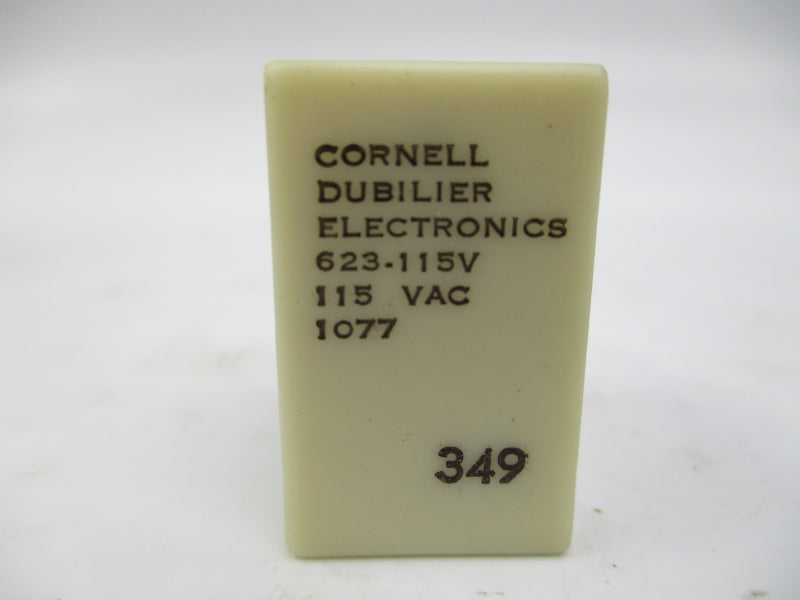 CORNELL
DUBILIER
ELECTRONICS
623-115V
115 VAC
1077
349